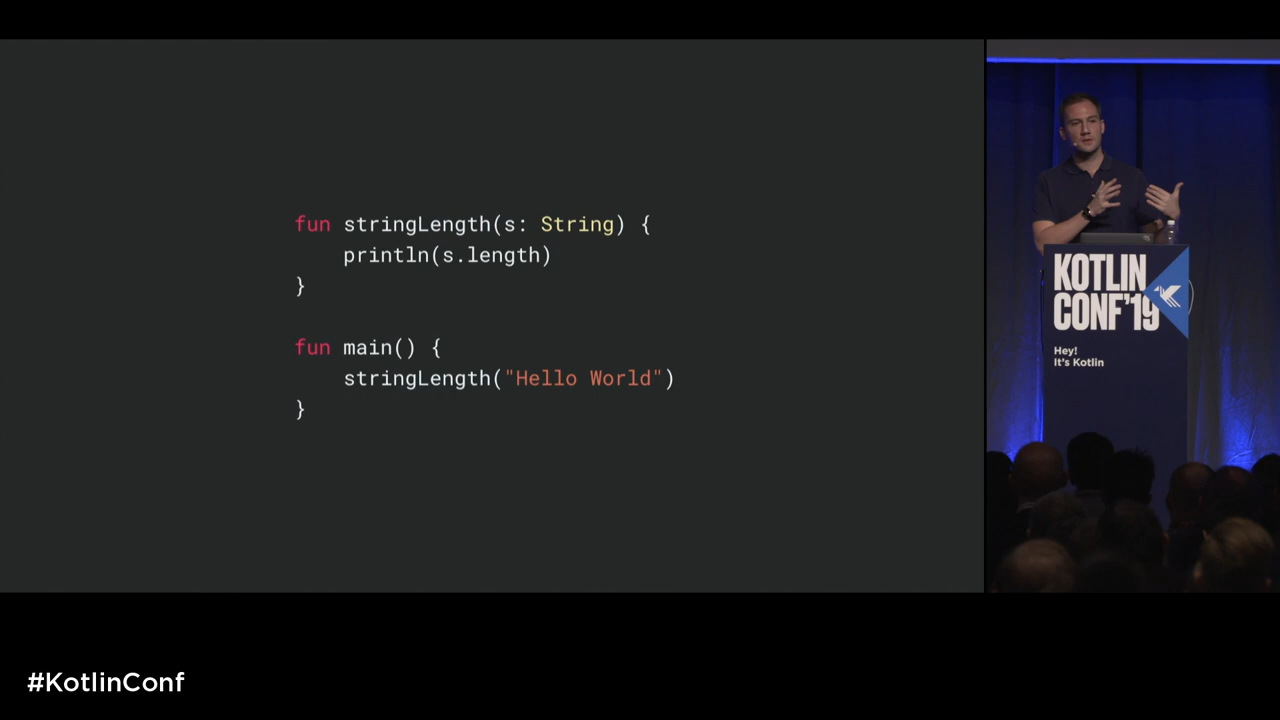 fun stringLength(s: String) {
    println(s.length)
}
fun main() {
    stringLength("Hello World")
}
KOTLIN
CONF'19
Hey!
It's Kotlin
#KotlinConf